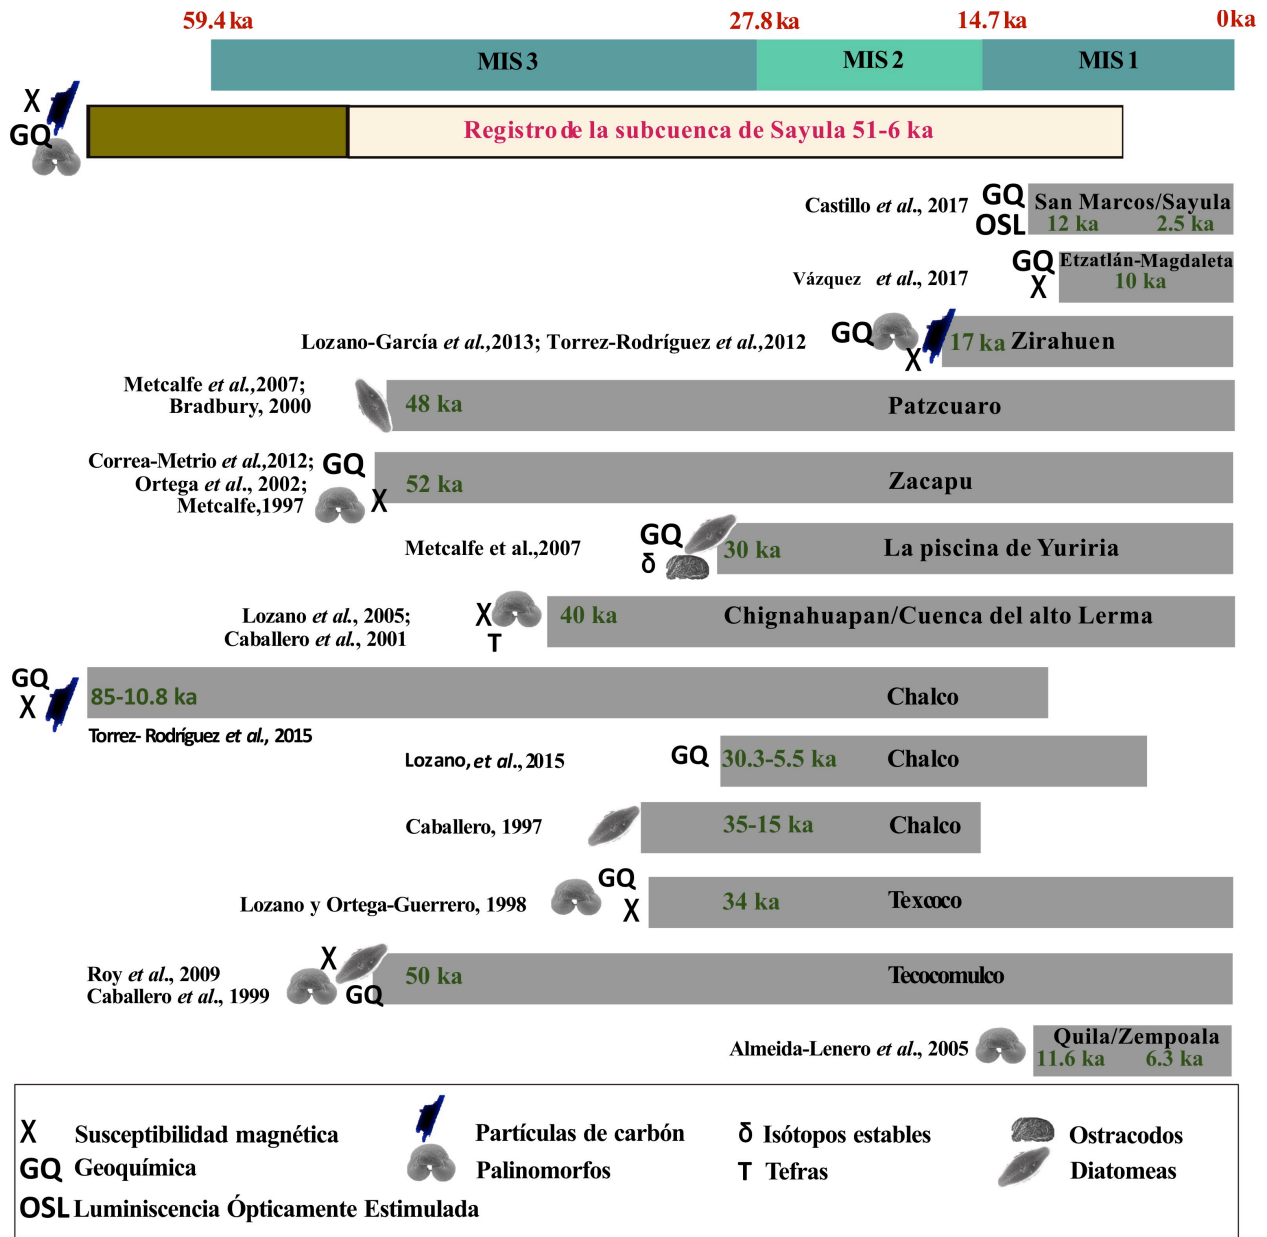 59.4 ka 27.8 ka 14.7 ka 0ka
MIS 3 MIS 2 MIS 1
X
GQ
Registro de la subcuenca de Sayula 51-6 ka
Castillo et al., 2017 GQ San Marcos/Sayula
OSL 12 ka 2.5 ka
Vázquez et al., 2017 GQ Etzatlán-Magdaleta
X 10 ka
Lozano-García et al.,2013; Torrez-Rodríguez et al.,2012 GQ X 17 ka Zirahuen
Metcalfe et al.,2007;
Bradbury, 2000 48 ka Patzcuaro
Correa-Metrio et al.,2012; GQ
Ortega et al., 2002; 52 ka Zacapu
Metcalfe,1997 X
Metcalfe et al.,2007 GQ 30 ka La piscina de Yuriria
δ
Lozano et al., 2005; X 40 ka Chignahuapan/Cuenca del alto Lerma
Caballero et al., 2001 T
GQ
X 85-10.8 ka Chalco
Torrez- Rodríguez et al., 2015
Lozano, et al., 2015 GQ 30.3-5.5 ka Chalco
Caballero, 1997 35-15 ka Chalco
GQ
Lozano y Ortega-Guerrero, 1998 X 34 ka Texcoco
X
Roy et al., 2009 50 ka Tecocomulco
Caballero et al., 1999 GQ
Almeida-Lenero et al., 2005 Quila/Zempoala
11.6 ka 6.3 ka
X Susceptibilidad magnética Partículas de carbón δ Isótopos estables Ostracodos
GQ Geoquímica Palinomorfos T Tefras Diatomeas
OSL Luminiscencia Ópticamente Estimulada